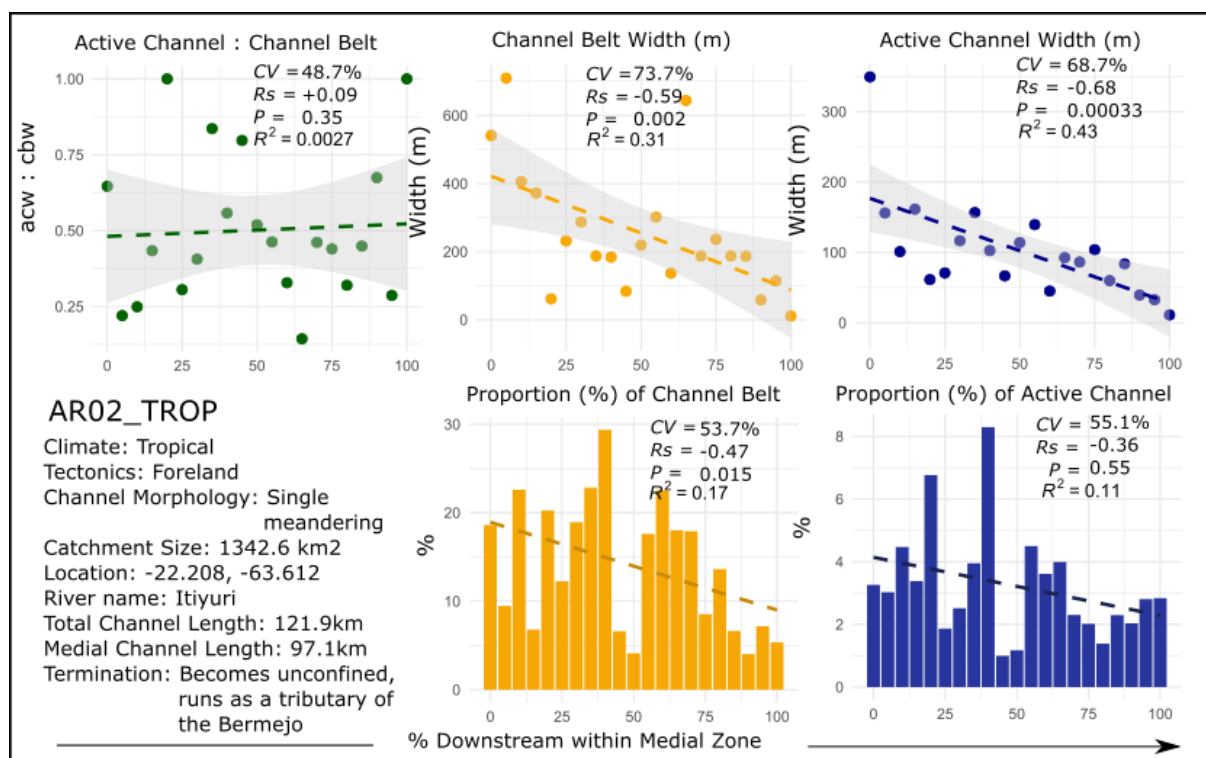 Active Channel : Channel Belt
CV = 48.7%
Rs = +0.09
P = 0.35
R² = 0.0027
acw : cbw
1.00
0.75
0.50
0.25
0 25 50 75 100
Channel Belt Width (m)
CV = 73.7%
Rs = -0.59
P = 0.002
R² = 0.31
Width (m)
600
400
200
0
0 25 50 75 100
Active Channel Width (m)
CV = 68.7%
Rs = -0.68
P = 0.00033
R² = 0.43
Width (m)
300
200
100
0
0 25 50 75 100
AR02_TROP
Climate: Tropical
Tectonics: Foreland
Channel Morphology: Single
meandering
Catchment Size: 1342.6 km2
Location: -22.208, -63.612
River name: Itiyuri
Total Channel Length: 121.9km
Medial Channel Length: 97.1km
Termination: Becomes unconfined,
runs as a tributary of
the Bermejo
Proportion (%) of Channel Belt
CV = 53.7%
Rs = -0.47
P = 0.015
R² = 0.17
%
30
20
10
0
0 25 50 75 100
Proportion (%) of Active Channel
CV = 55.1%
Rs = -0.36
P = 0.55
R² = 0.11
%
8
6
4
2
0
0 25 50 75 100
% Downstream within Medial Zone